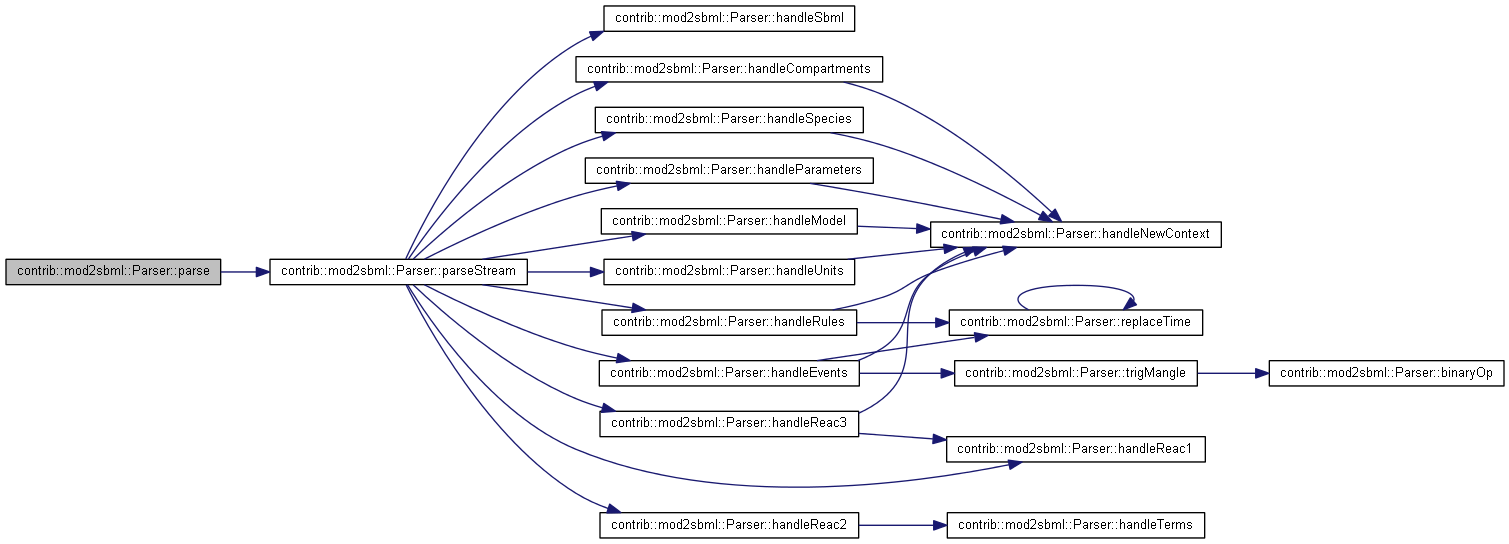 contrib::mod2sbml::Parser::handleSbml
contrib::mod2sbml::Parser::handleCompartments
contrib::mod2sbml::Parser::handleSpecies
contrib::mod2sbml::Parser::handleParameters
contrib::mod2sbml::Parser::handleModel
contrib::mod2sbml::Parser::handleNewContext
contrib::mod2sbml::Parser::parse
contrib::mod2sbml::Parser::parseStream
contrib::mod2sbml::Parser::handleUnits
contrib::mod2sbml::Parser::handleRules
contrib::mod2sbml::Parser::replaceTime
contrib::mod2sbml::Parser::handleEvents
contrib::mod2sbml::Parser::trigMangle
contrib::mod2sbml::Parser::binaryOp
contrib::mod2sbml::Parser::handleReac3
contrib::mod2sbml::Parser::handleReac1
contrib::mod2sbml::Parser::handleReac2
contrib::mod2sbml::Parser::handleTerms